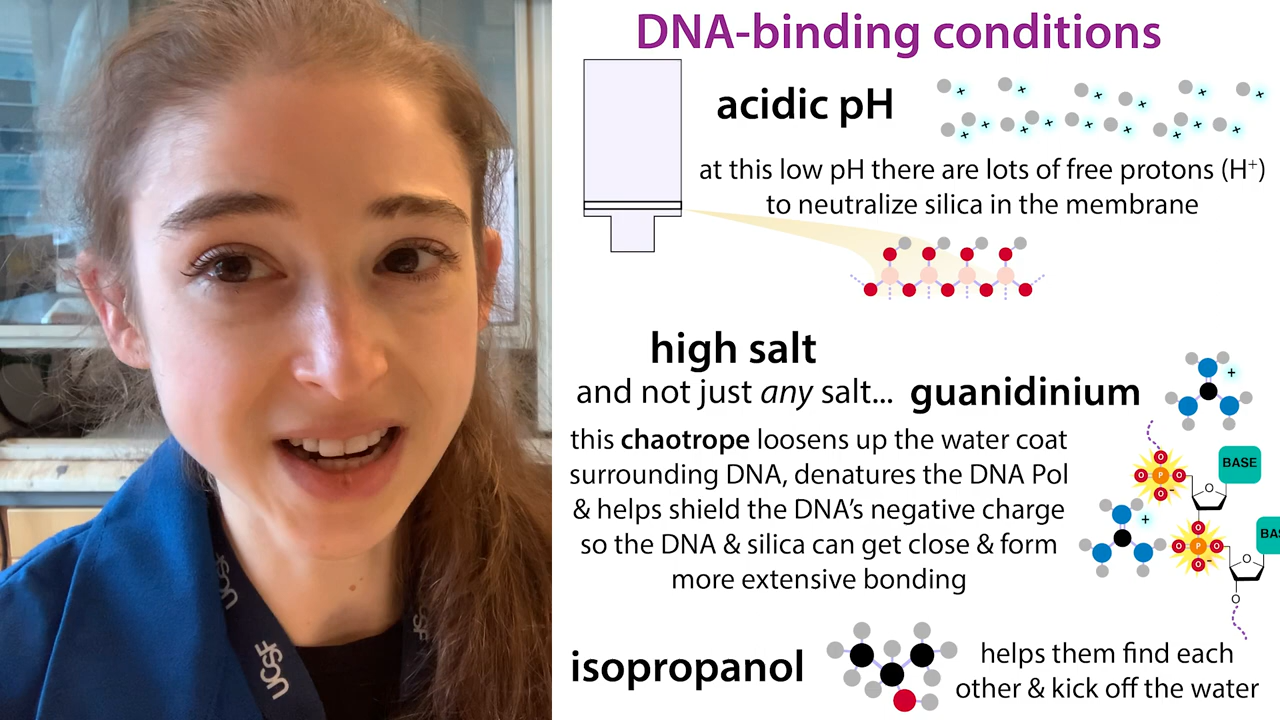 DNA-binding conditions
acidic pH
+ + + + + +
+ + + + + + + +
at this low pH there are lots of free protons (H⁺)
to neutralize silica in the membrane
high salt
and not just any salt... guanidinium
+
this chaotrope loosens up the water coat
surrounding DNA, denatures the DNA Pol
& helps shield the DNA's negative charge
so the DNA & silica can get close & form
more extensive bonding
O
O P O
O -
O
BASE
+
O
O P O
O -
O
BAS
O
isopropanol
helps them find each
other & kick off the water
UCSF
UCSF
CSF